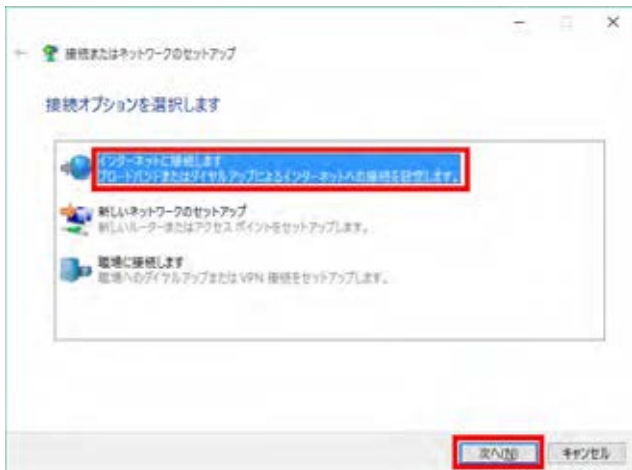 接続またはネットワークのセットアップ
接続オプションを選択します
インターネットに接続します
ブロードバンドまたはダイヤルアップによるインターネットへの接続を設定します。
新しいネットワークのセットアップ
新しいルーターまたはアクセス ポイントをセットアップします。
職場に接続します
職場へのダイヤルアップまたは VPN 接続をセットアップします。
次へ(N)
キャンセル